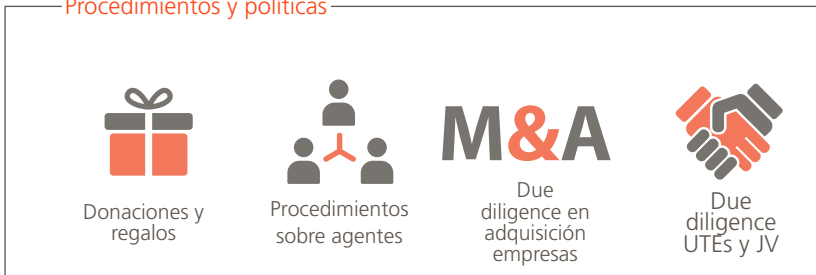 Procedimientos y políticas
M&A
Donaciones y
regalos
Procedimientos
sobre agentes
Due
diligence en
adquisición
empresas
Due
diligence
UTEs y JV